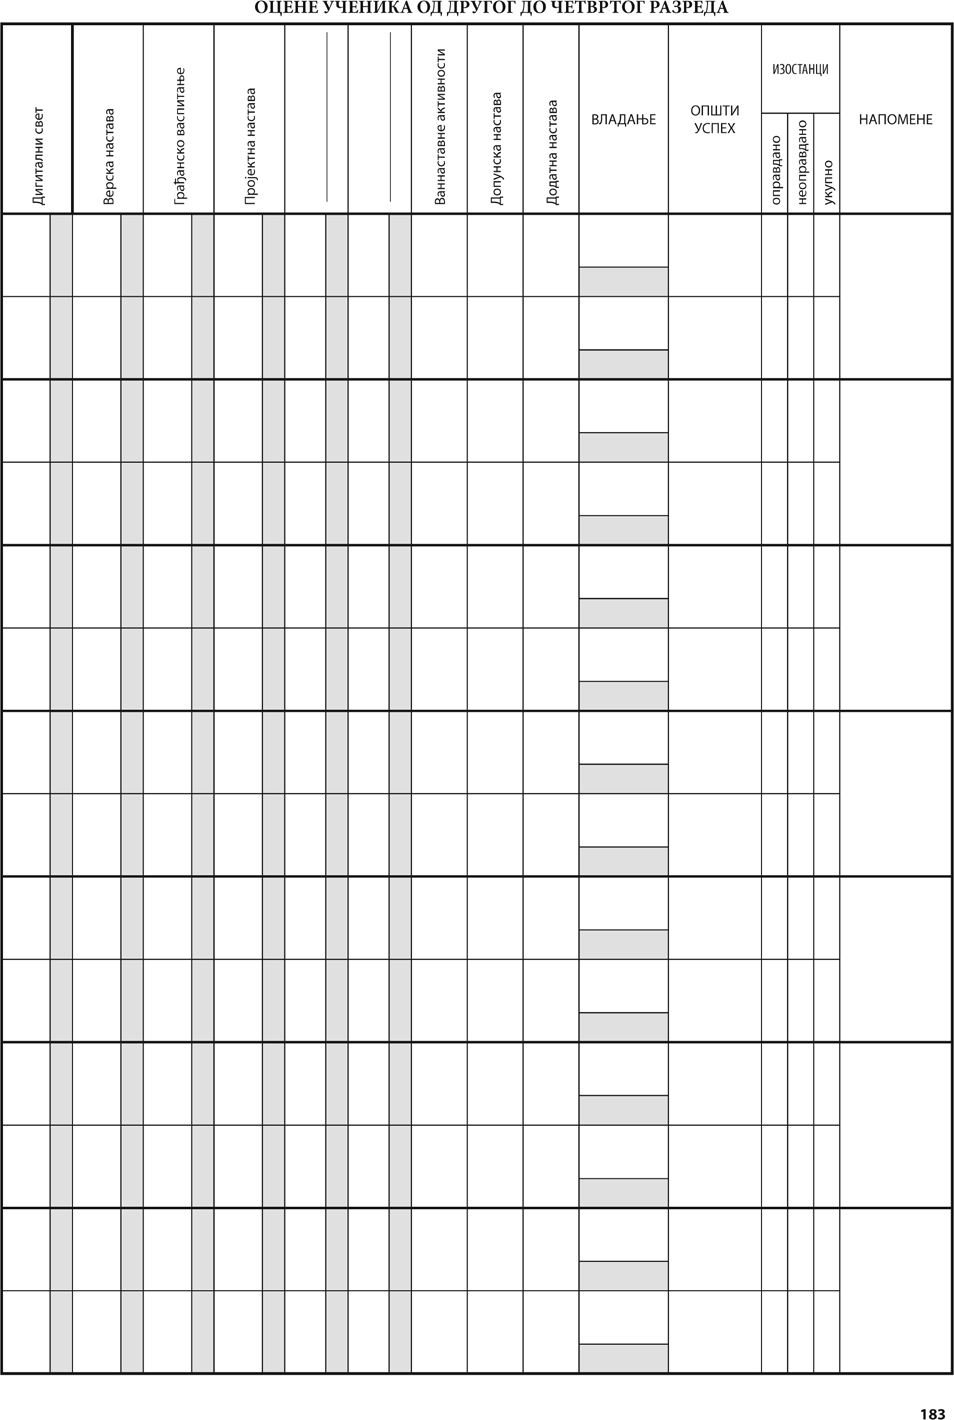 ОЦЕНЕ УЧЕНИКА ОД ДРУГОГ ДО ЧЕТВРТОГ РАЗРЕДА
Дигитални свет
Верска настава
Грађанско васпитање
Пројектна настава
Ваннаставне активности
Допунска настава
Додатна настава
ВЛАДАЊЕ
ОПШТИ
УСПЕХ
ИЗОСТАНЦИ
оправдано
неоправдано
укупно
НАПОМЕНЕ
183